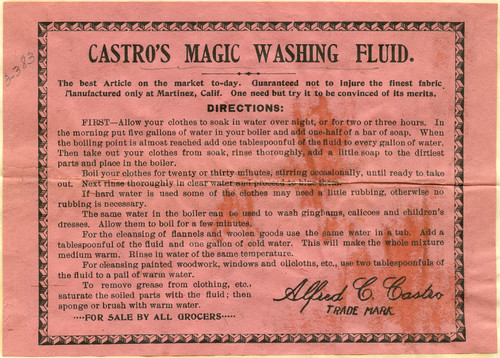 3-383
CASTRO'S MAGIC WASHING FLUID.
The best Article on the market to-day. Guaranteed not to Injure the finest fabric
Manufactured only at Martinez, Calif. One need but try it to be convinced of its merits.
DIRECTIONS:
FIRST—Allow your clothes to soak in water over night, or for two or three hours. In
the morning put five gallons of water in your boiler and add one-half of a bar of soap. When
the boiling point is almost reached add one tablespoonful of the fluid to every gallon of water.
Then take out your clothes from soak, rinse thoroughly, add a little soap to the dirtiest
parts and place in the boiler.
Boil your clothes for twenty or thirty minutes, stirring occasionally, until ready to take
out. Next rinse thoroughly in clear water and proceed to blue them.
If hard water is used some of the clothes may need a little rubbing, otherwise no
rubbing is necessary.
The same water in the boiler can be used to wash ginghams, calicoes and children's
dresses. Allow them to boil for a few minutes.
For the cleansing of flannels and woolen goods use the same water in a tub. Add a
tablespoonful of the fluid and one gallon of cold water. This will make the whole mixture
medium warm. Rinse in water of the same temperature.
For cleansing painted woodwork, windows and oilcloths, etc., use two tablespoonfuls of
the fluid to a pail of warm water.
To remove grease from clothing, etc.,
saturate the soiled parts with the fluid; then
sponge or brush with warm water.
·····FOR SALE BY ALL GROCERS·····
Alfred C. Castro
TRADE MARK